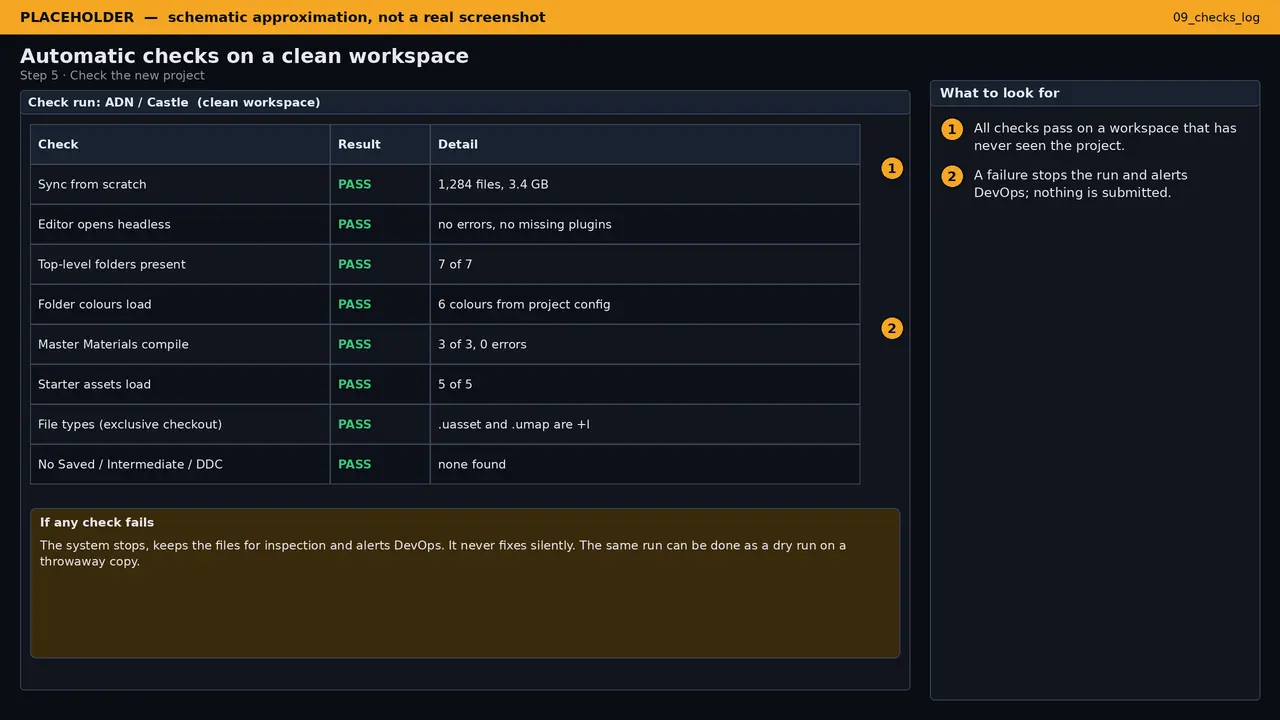 PLACEHOLDER — schematic approximation, not a real screenshot
09_checks_log
Automatic checks on a clean workspace
Step 5 · Check the new project
Check run: ADN / Castle (clean workspace)
Check Result Detail
Sync from scratch PASS 1,284 files, 3.4 GB
Editor opens headless PASS no errors, no missing plugins
Top-level folders present PASS 7 of 7
Folder colours load PASS 6 colours from project config
Master Materials compile PASS 3 of 3, 0 errors
Starter assets load PASS 5 of 5
File types (exclusive checkout) PASS .uasset and .umap are +l
No Saved / Intermediate / DDC PASS none found
1
2
If any check fails
The system stops, keeps the files for inspection and alerts DevOps. It never fixes silently. The same run can be done as a dry run on a
throwaway copy.
What to look for
1 All checks pass on a workspace that has
never seen the project.
2 A failure stops the run and alerts
DevOps; nothing is submitted.